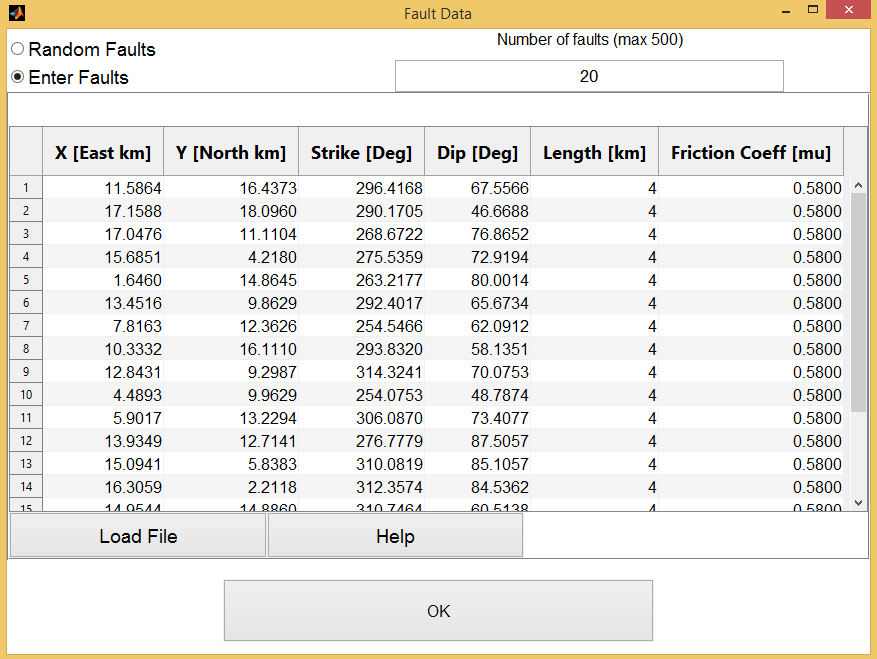 Fault Data
Random Faults
Enter Faults
Number of faults (max 500)
20
X [East km] Y [North km] Strike [Deg] Dip [Deg] Length [km] Friction Coeff [mu]
1 11.5864 16.4373 296.4168 67.5566 4 0.5800
2 17.1588 18.0960 290.1705 46.6688 4 0.5800
3 17.0476 11.1104 268.6722 76.8652 4 0.5800
4 15.6851 4.2180 275.5359 72.9194 4 0.5800
5 1.6460 14.8645 263.2177 80.0014 4 0.5800
6 13.4516 9.8629 292.4017 65.6734 4 0.5800
7 7.8163 12.3626 254.5466 62.0912 4 0.5800
8 10.3332 16.1110 293.8320 58.1351 4 0.5800
9 12.8431 9.2987 314.3241 70.0753 4 0.5800
10 4.4893 9.9629 254.0753 48.7874 4 0.5800
11 5.9017 13.2294 306.0870 73.4077 4 0.5800
12 13.9349 12.7141 276.7779 87.5057 4 0.5800
13 15.0941 5.8383 310.0819 85.1057 4 0.5800
14 16.3059 2.2118 312.3574 84.5362 4 0.5800
15 14.9544 14.8860 310.7464 60.5138 4 0.5800
Load File
Help
OK